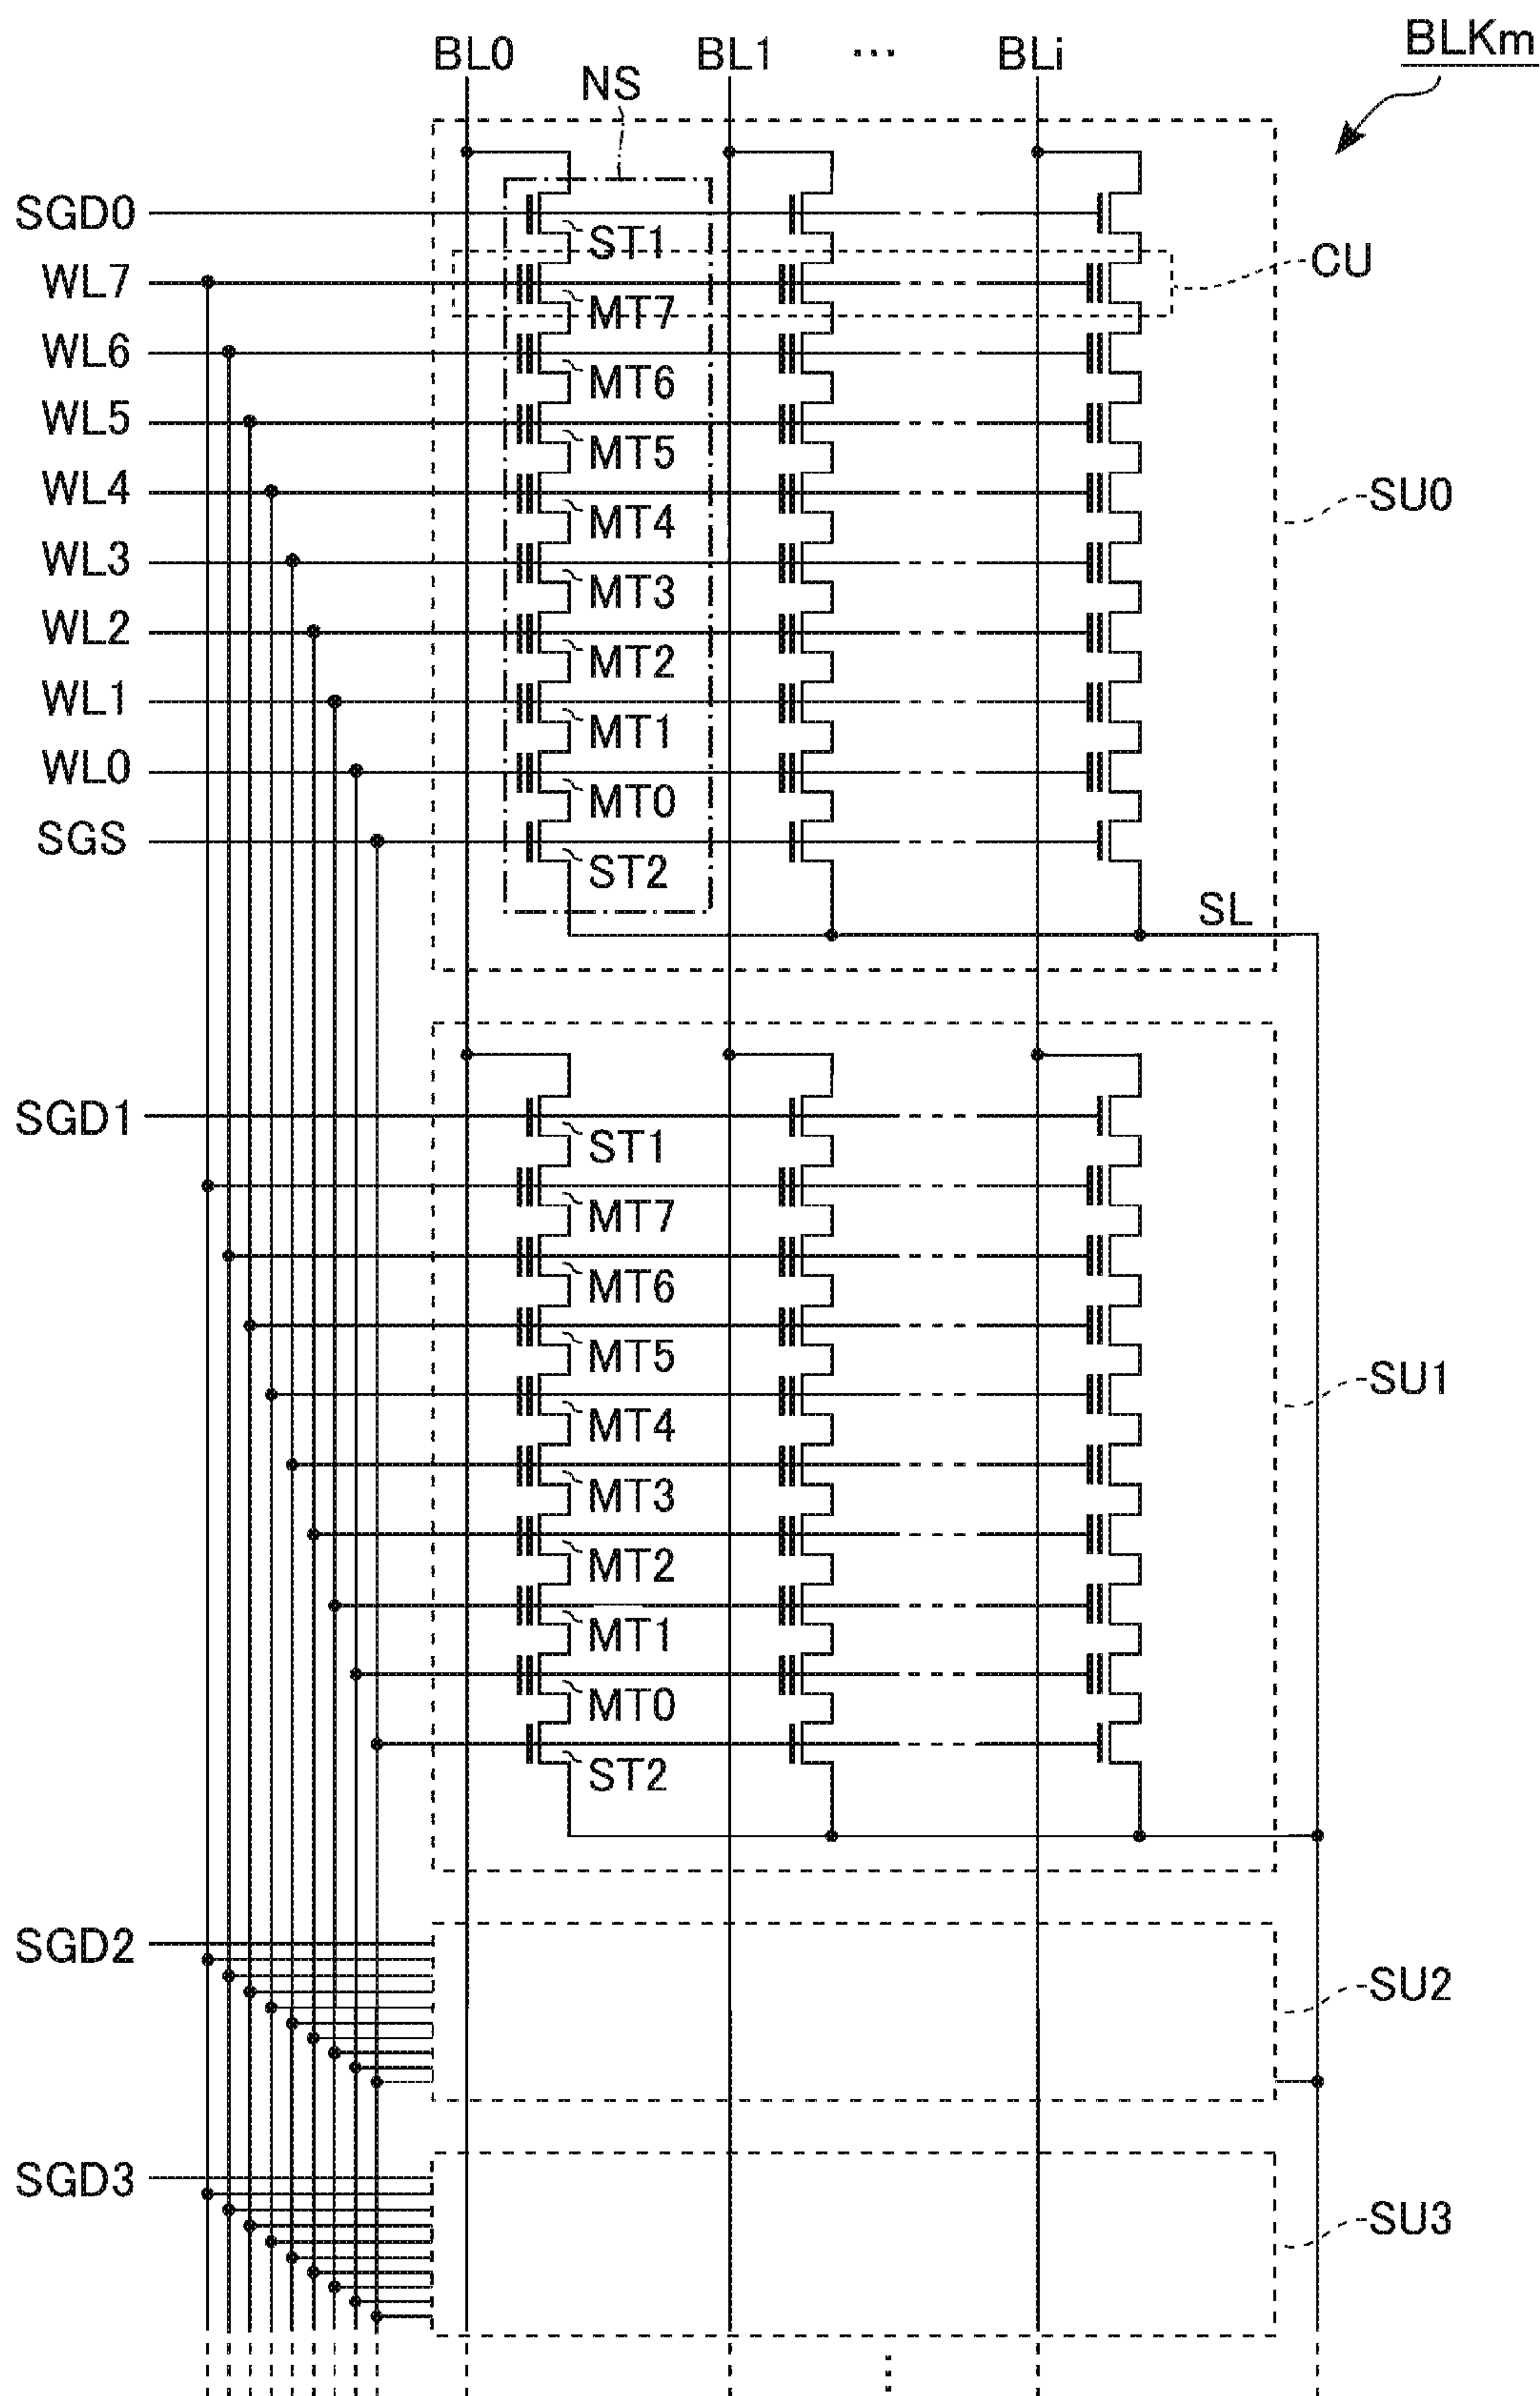 BLKm
BL0 BL1 ... BLi
NS
SGD0
ST1
CU
WL7
MT7
WL6
MT6
WL5
MT5
WL4
MT4
SU0
WL3
MT3
WL2
MT2
WL1
MT1
WL0
MT0
SGS
ST2
SL
SGD1
ST1
MT7
MT6
MT5
SU1
MT4
MT3
MT2
MT1
MT0
ST2
SGD2
SU2
SGD3
SU3